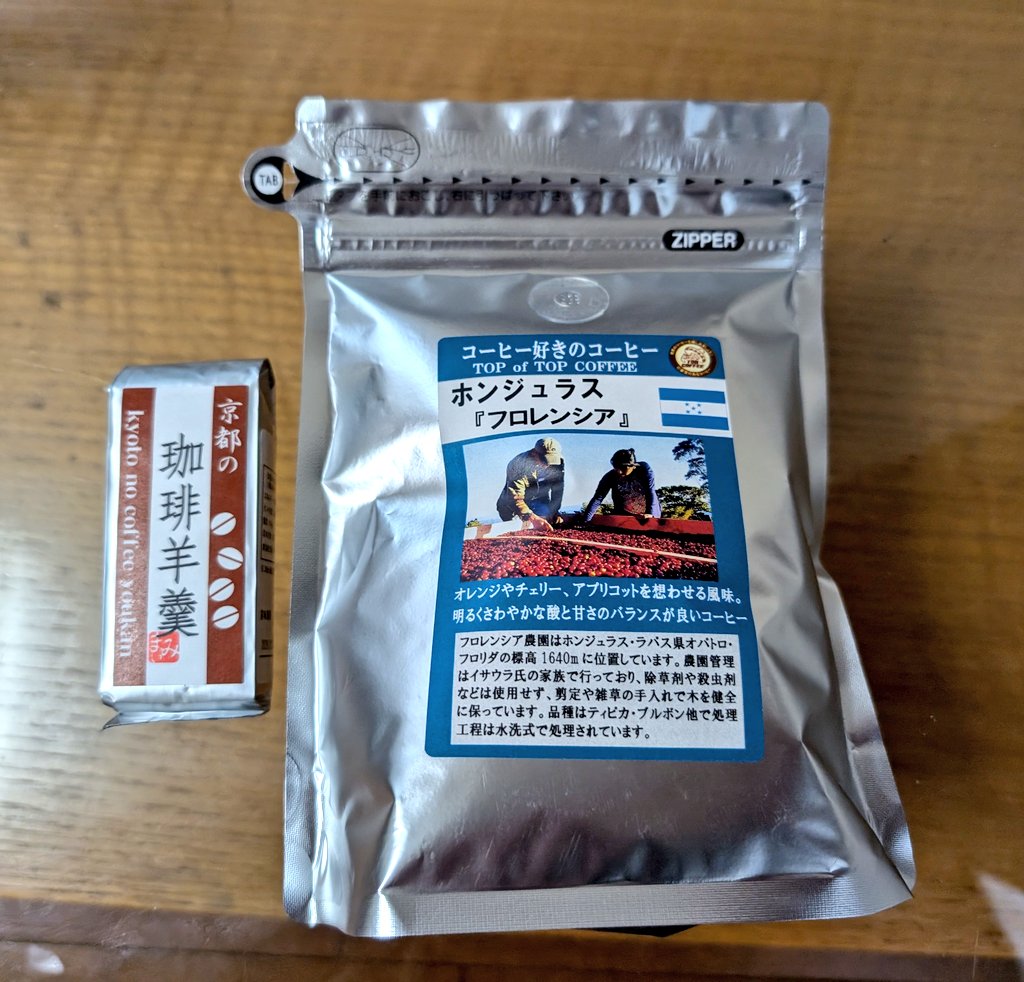 京都の
珈琲羊羹
kyoto no coffee youkan
TAB
ZIPPER
コーヒー好きのコーヒー
TOP of TOP COFFEE
ホンジュラス
『フロレンシア』
オレンジやチェリー、アプリコットを想わせる風味。
明るくさわやかな酸と甘さのバランスが良いコーヒー
フロレンシア農園はホンジュラス・ラパス県オパトロ・
フロリダの標高1640mに位置しています。農園管理
はイサウラ氏の家族で行っており、除草剤や殺虫剤
などは使用せず、剪定や雑草の手入れで木を健全
に保っています。品種はティピカ・ブルボン他で処理
工程は水洗式で処理されています。